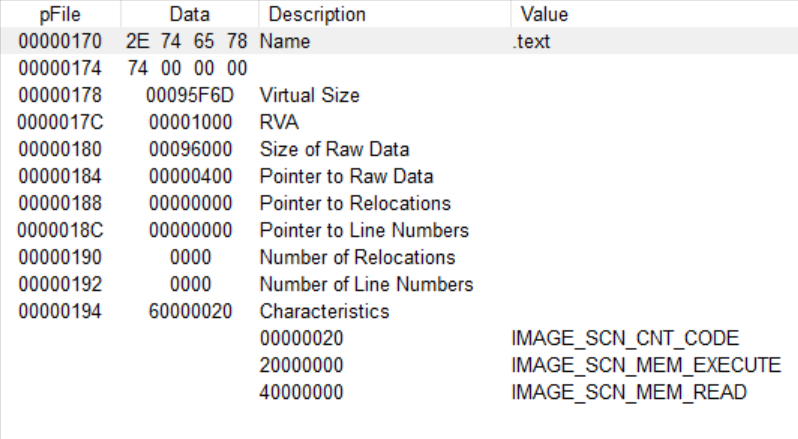 pFile Data Description Value
00000170 2E 74 65 78 Name .text
00000174 74 00 00 00
00000178 00095F6D Virtual Size
0000017C 00001000 RVA
00000180 00096000 Size of Raw Data
00000184 00000400 Pointer to Raw Data
00000188 00000000 Pointer to Relocations
0000018C 00000000 Pointer to Line Numbers
00000190 0000 Number of Relocations
00000192 0000 Number of Line Numbers
00000194 60000020 Characteristics
00000020 IMAGE_SCN_CNT_CODE
20000000 IMAGE_SCN_MEM_EXECUTE
40000000 IMAGE_SCN_MEM_READ